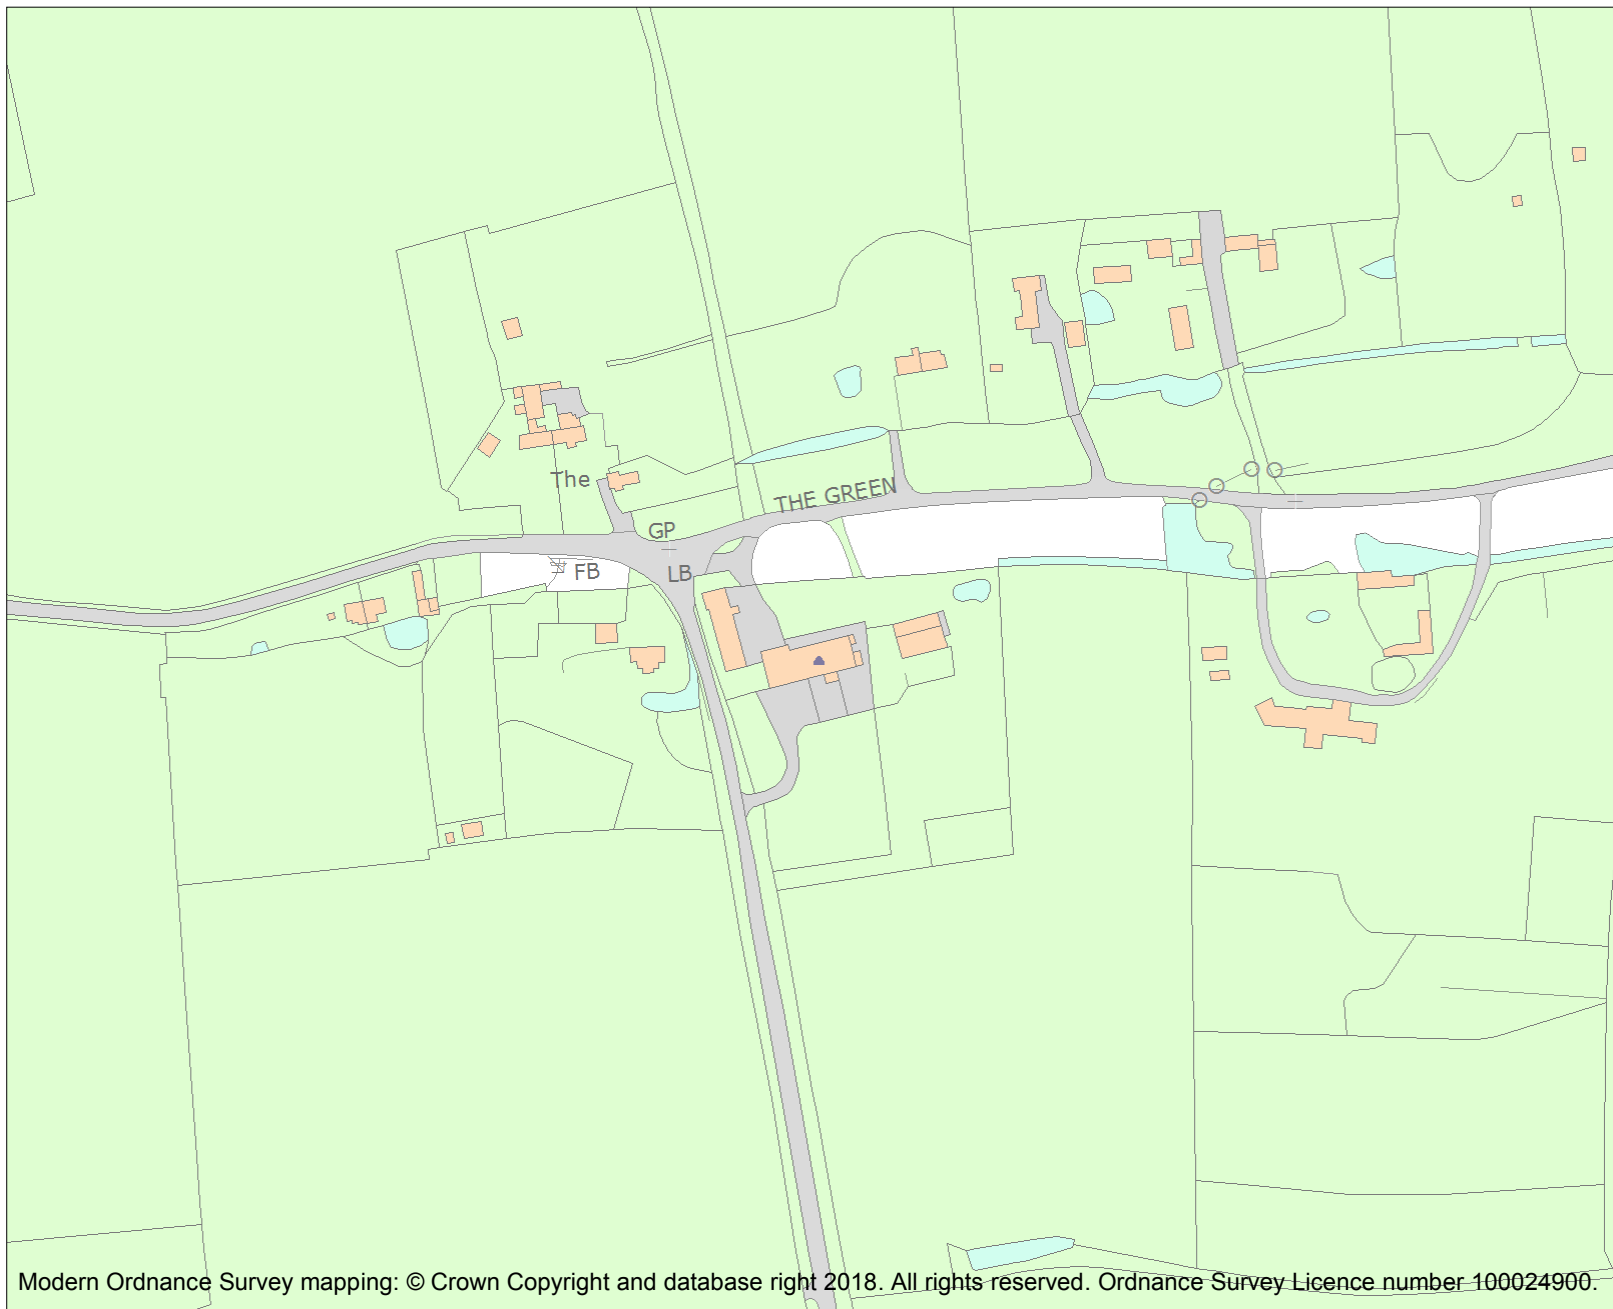 The
THE GREEN
GP
FB
LB
Modern Ordnance Survey mapping: © Crown Copyright and database right 2018. All rights reserved. Ordnance Survey Licence number 100024900.